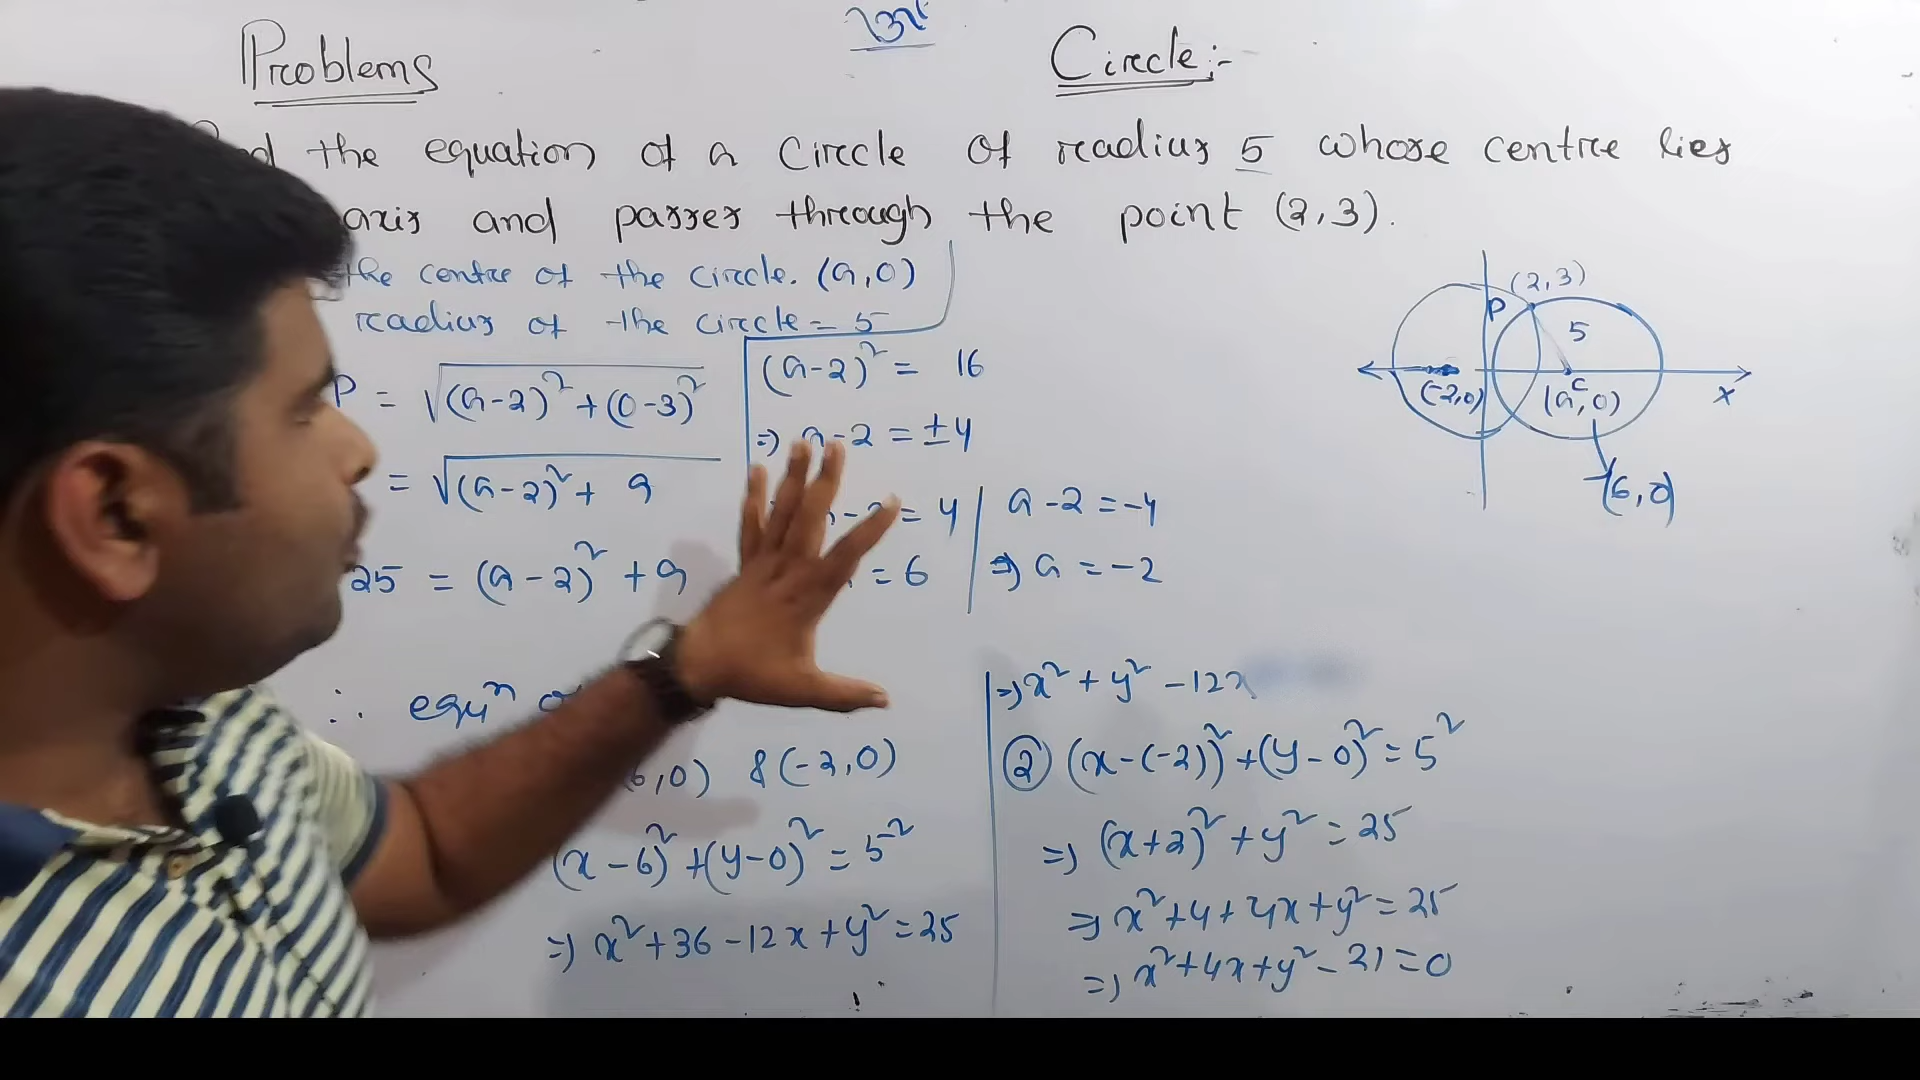 Problems
Circle:-
the equation of a Circle of radius 5 whose centre lies
axis and passes through the point (2,3).
the centre of the circle. (a,0)
radius of the circle = 5
P = √(a-2)² + (0-3)²
= √(a-2)² + 9
25 = (a-2)² + 9
(a-2)² = 16
=) a-2 = ±4
= 4
= 6
a-2 = -4
=) a = -2
(2,3)
P
5
(-2,0)
C
(a,0)
x
(6,0)
∴ equⁿ
6,0) & (-2,0)
(x-6)² + (y-0)² = 5²
=) x² + 36 - 12x + y² = 25
=) x² + y² - 12x
② (x-(-2))² + (y-0)² = 5²
=) (x+2)² + y² = 25
=) x² + 4 + 4x + y² = 25
=) x² + 4x + y² - 21 = 0